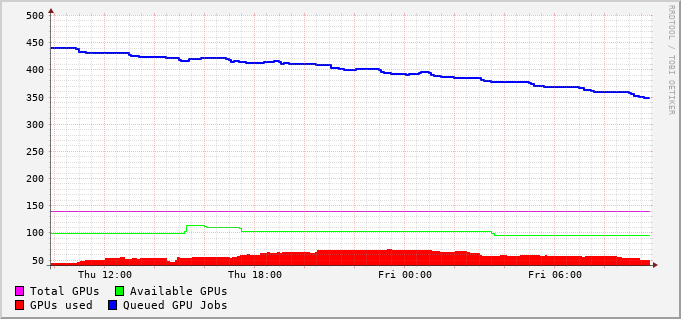 500
450
400
350
300
250
200
150
100
50
Thu 12:00 Thu 18:00 Fri 00:00 Fri 06:00
Total GPUs Available GPUs
GPUs used Queued GPU Jobs
RRDTOOL / TOBI OETIKER